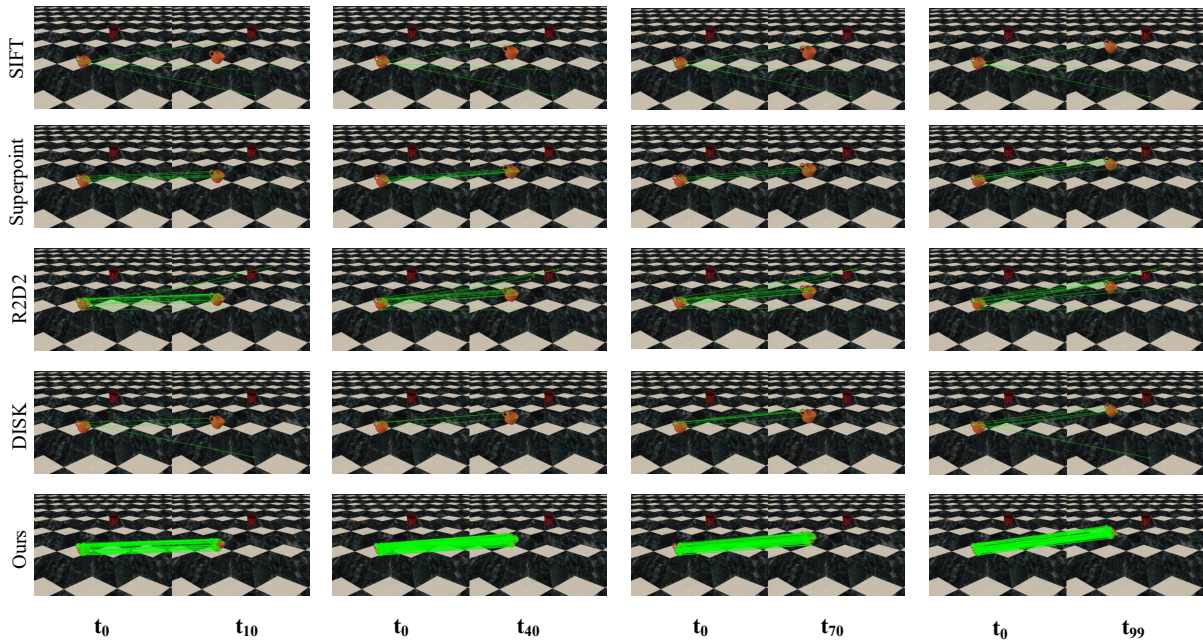 SIFT
Superpoint
R2D2
DISK
Ours
t0 t10 t0 t40 t0 t70 t0 t99